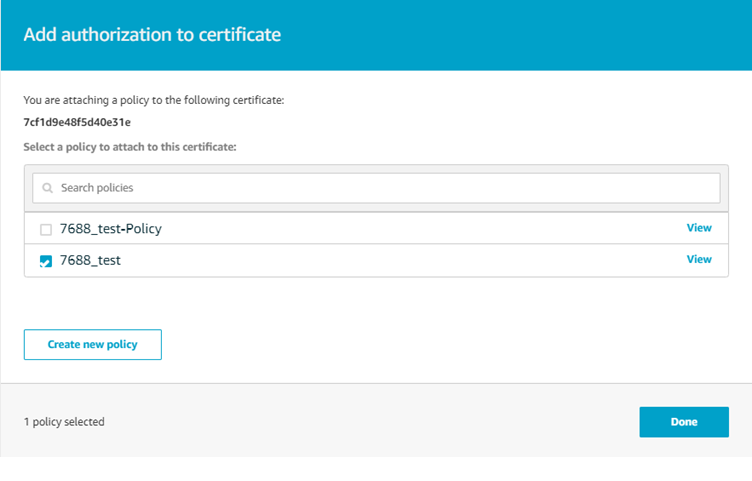 Add authorization to certificate
You are attaching a policy to the following certificate:
7cf1d9e48f5d40e31e
Select a policy to attach to this certificate:
Search policies
7688_test-Policy View
7688_test View
Create new policy
1 policy selected Done